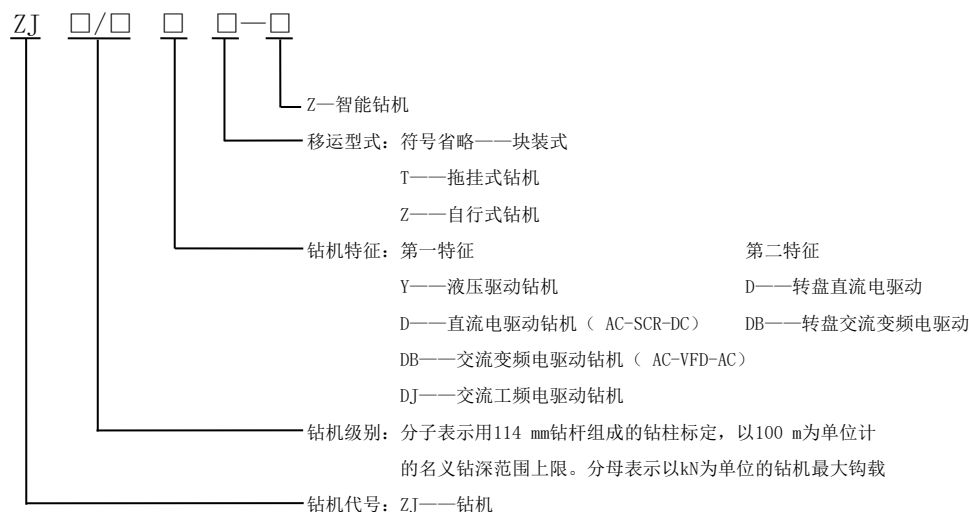 ZJ □/□ □ □—□
Z—智能钻机
移运型式：符号省略——块装式
T——拖挂式钻机
Z——自行式钻机
钻机特征：第一特征 第二特征
Y——液压驱动钻机 D——转盘直流电驱动
D——直流电驱动钻机（ AC-SCR-DC） DB——转盘交流变频电驱动
DB——交流变频电驱动钻机（ AC-VFD-AC）
DJ——交流工频电驱动钻机
钻机级别：分子表示用114 mm钻杆组成的钻柱标定，以100 m为单位计
的名义钻深范围上限。分母表示以kN为单位的钻机最大钩载
钻机代号：ZJ——钻机